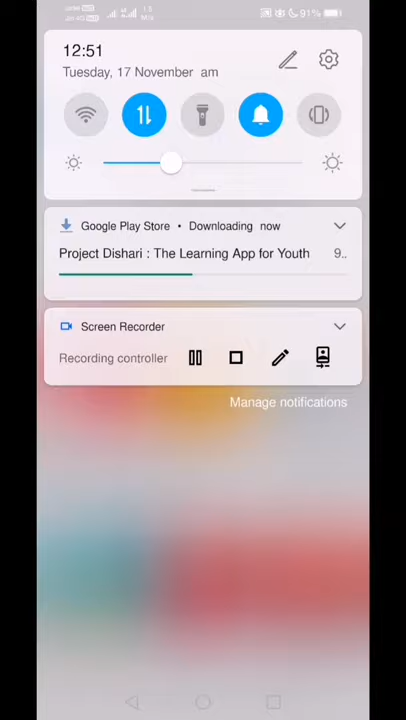 91%
12:51
Tuesday, 17 November am
Google Play Store • Downloading now
Project Dishari : The Learning App for Youth 9..
Screen Recorder
Recording controller
Manage notifications